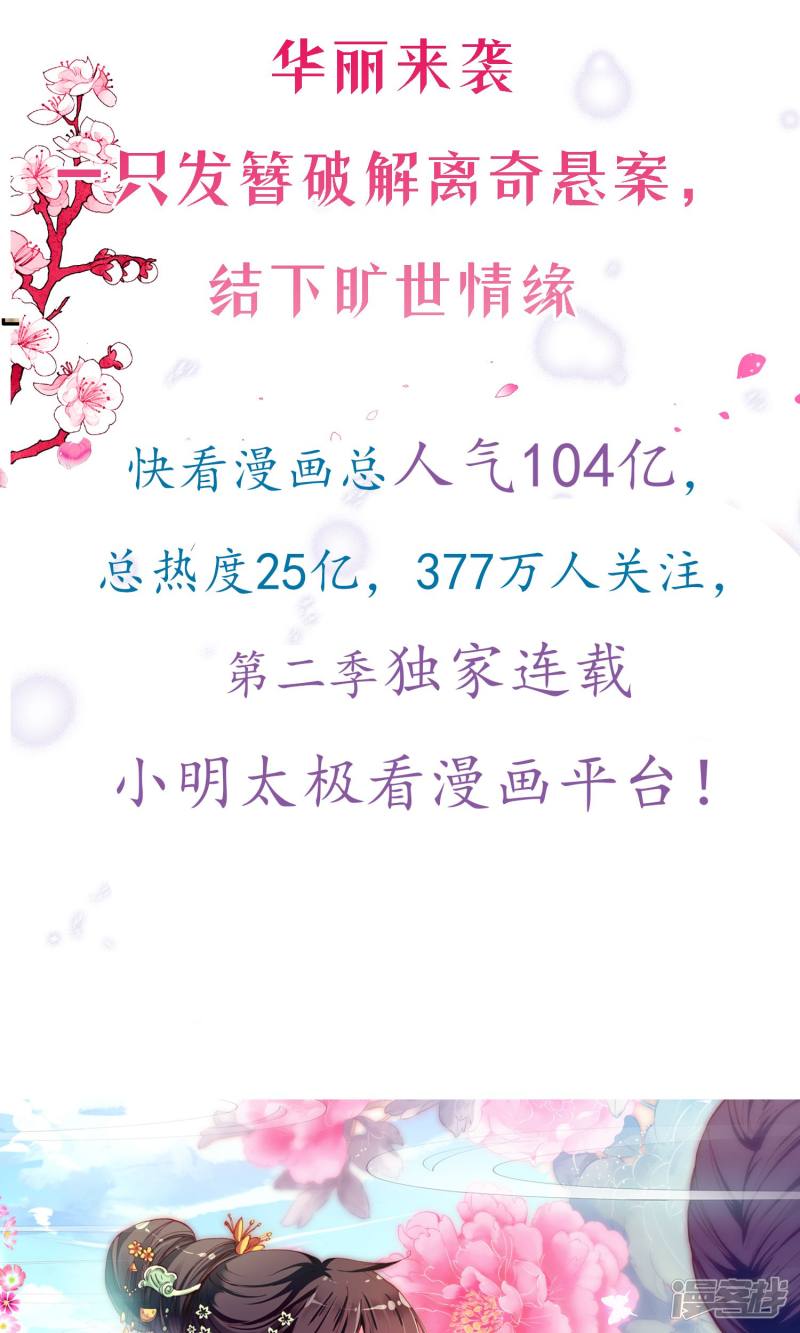 华丽来袭
一只发簪破解离奇悬案，
结下旷世情缘
快看漫画总人气104亿，
总热度25亿，377万人关注，
第二季独家连载
小明太极看漫画平台！
漫客栈